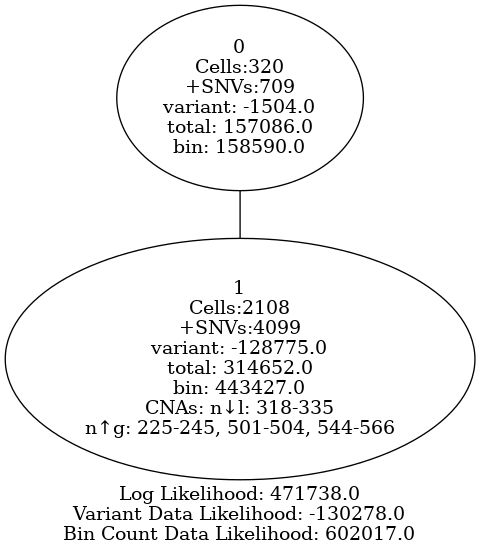 0
Cells:320
+SNVs:709
variant: -1504.0
total: 157086.0
bin: 158590.0
1
Cells:2108
+SNVs:4099
variant: -128775.0
total: 314652.0
bin: 443427.0
CNAs: n↓l: 318-335
n↑g: 225-245, 501-504, 544-566
Log Likelihood: 471738.0
Variant Data Likelihood: -130278.0
Bin Count Data Likelihood: 602017.0